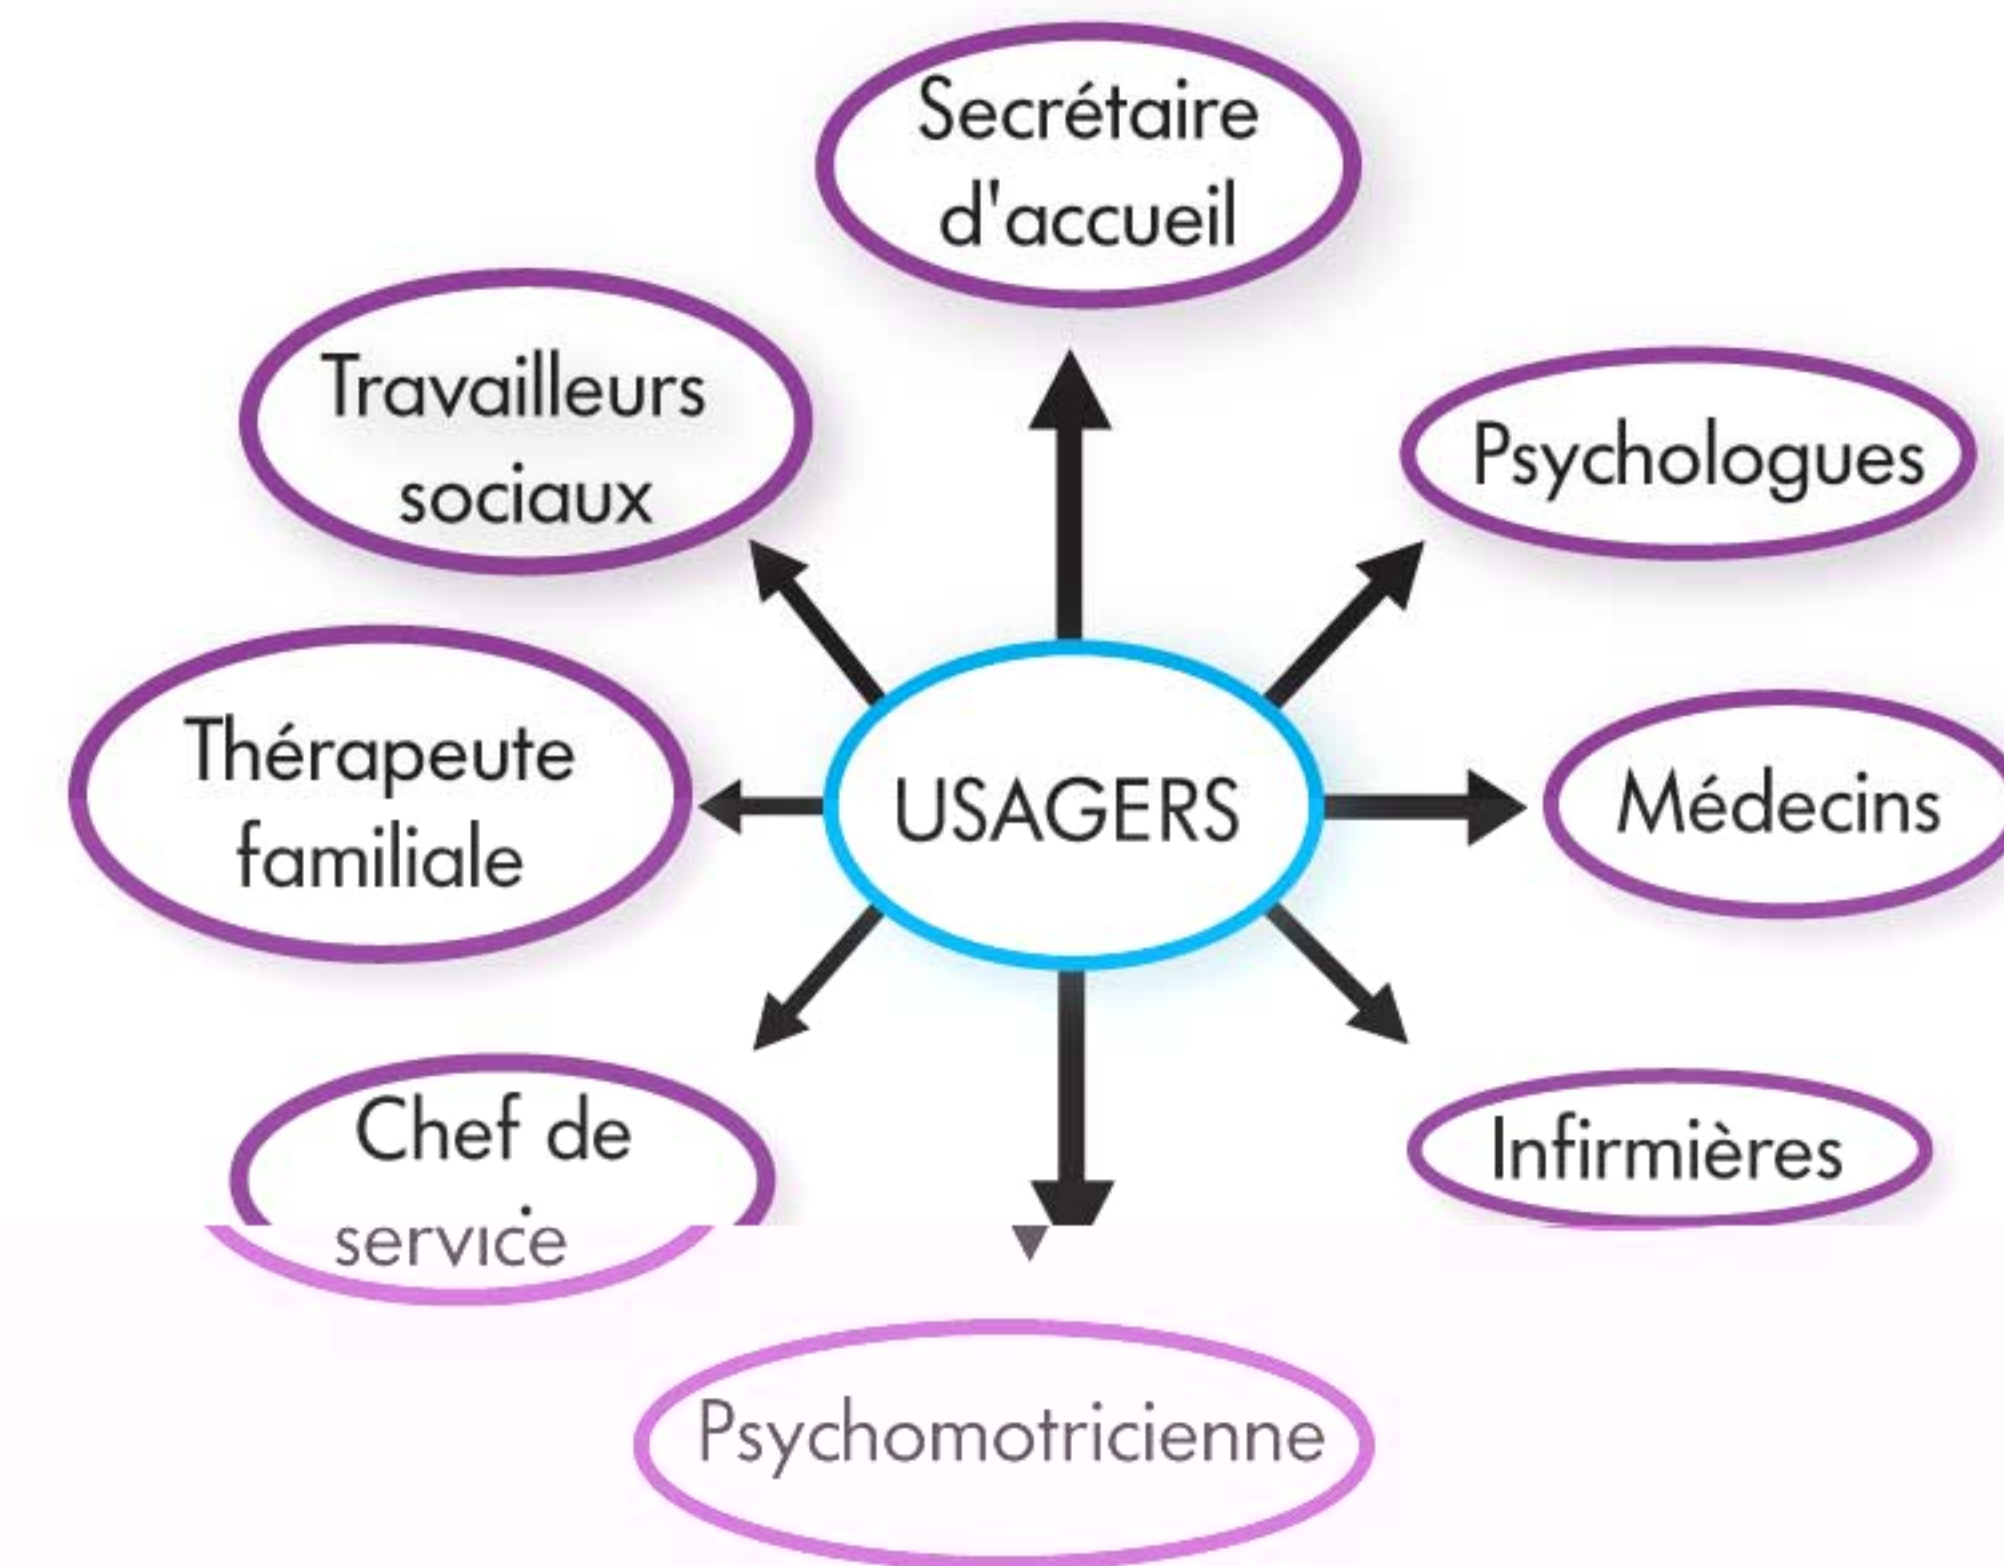 Secrétaire
d'accueil
Travailleurs
sociaux
Psychologues
Thérapeute
familiale
USAGERS
Médecins
Chef de
service
Infirmières
Psychomotricienne